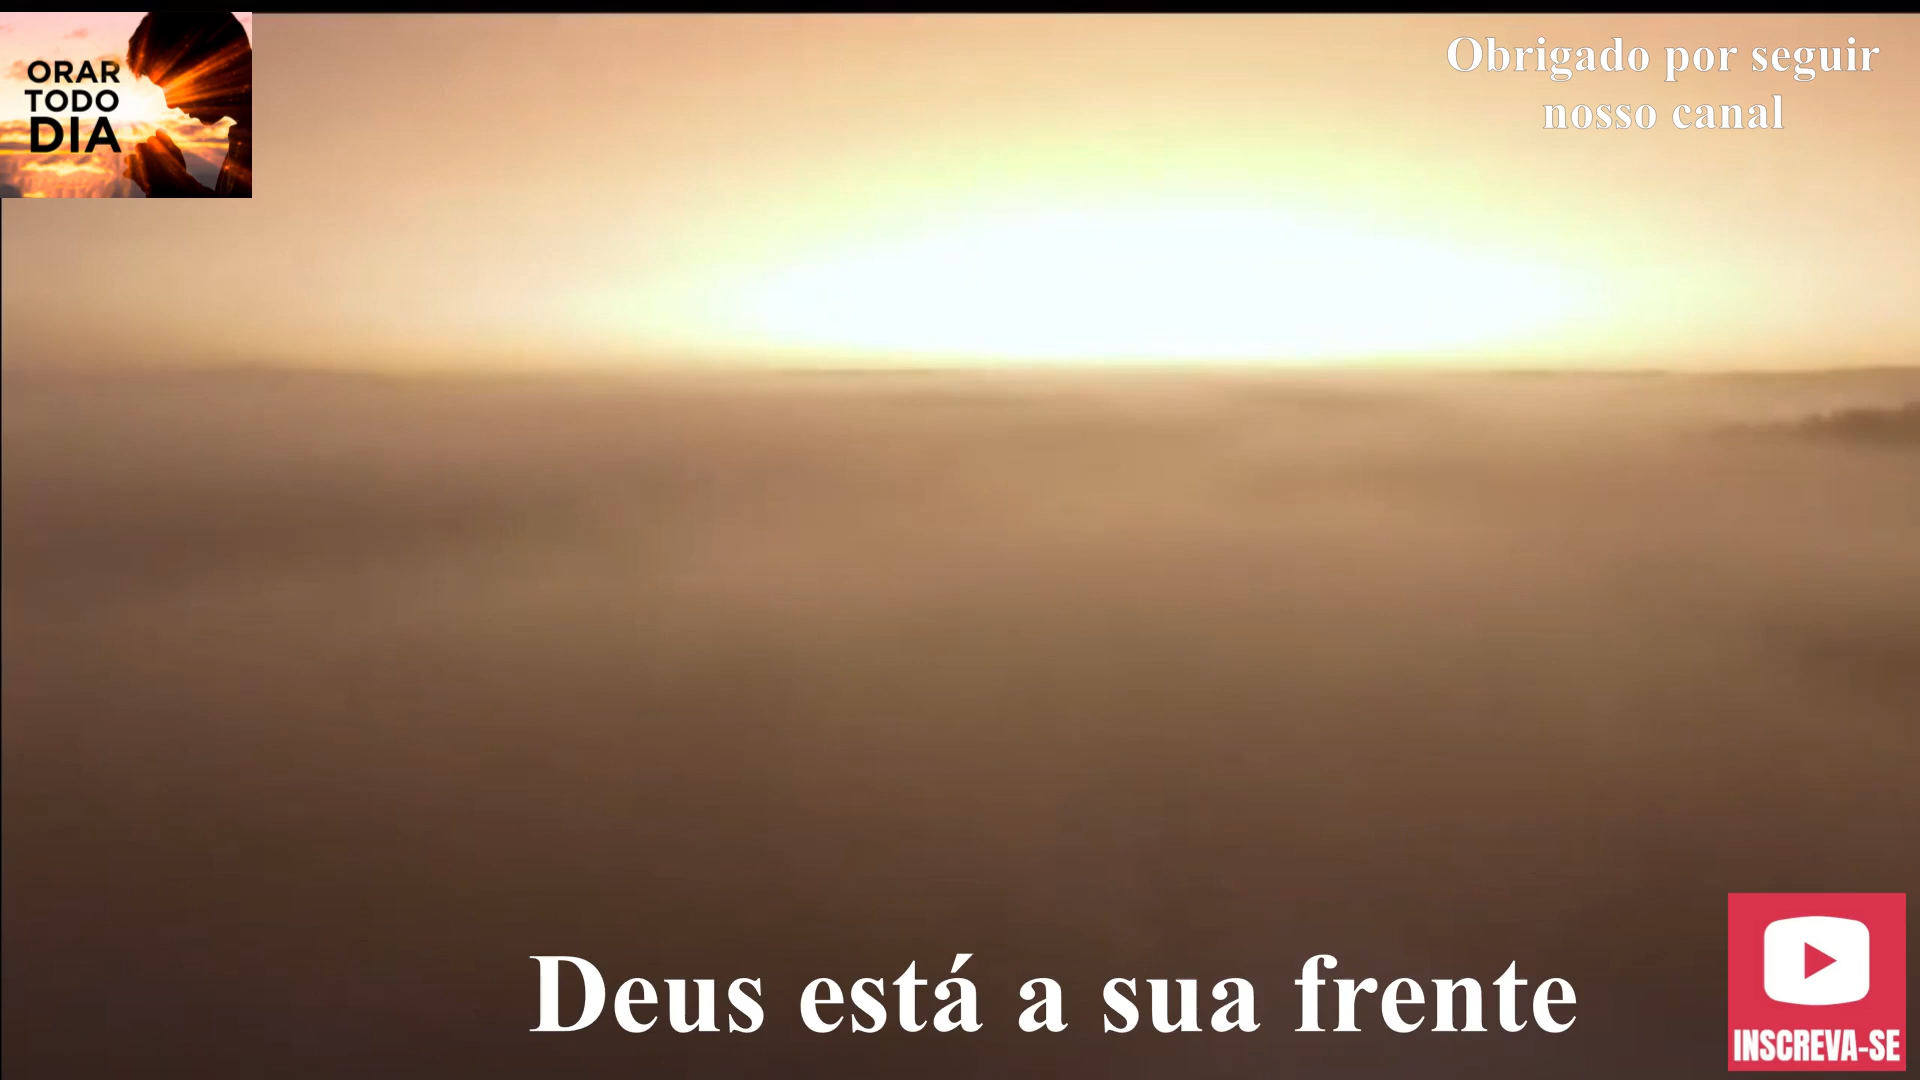 ORAR
TODO
DIA
Obrigado por seguir
nosso canal
Deus está a sua frente
INSCREVA-SE